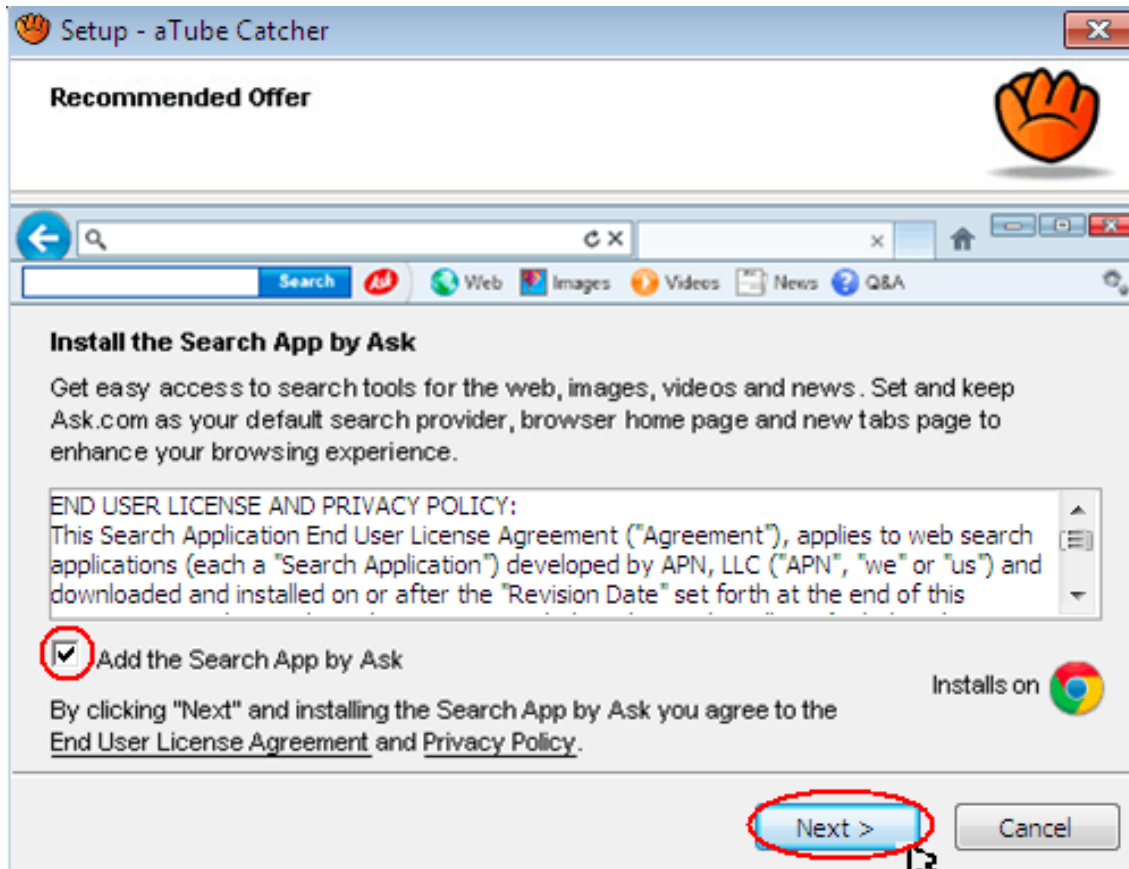 Setup - aTube Catcher
Recommended Offer
Search Ask Web Images Videos News Q&A
Install the Search App by Ask
Get easy access to search tools for the web, images, videos and news. Set and keep
Ask.com as your default search provider, browser home page and new tabs page to
enhance your browsing experience.
END USER LICENSE AND PRIVACY POLICY:
This Search Application End User License Agreement ("Agreement"), applies to web search
applications (each a "Search Application") developed by APN, LLC ("APN", "we" or "us") and
downloaded and installed on or after the "Revision Date" set forth at the end of this
Add the Search App by Ask
Installs on
By clicking "Next" and installing the Search App by Ask you agree to the
End User License Agreement and Privacy Policy.
Next >
Cancel